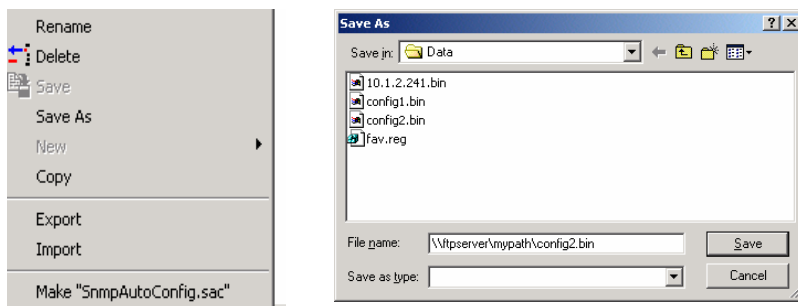 Rename
Delete
Save
Save As
New
Copy
Export
Import
Make "SnmpAutoConfig.sac"
Save As
Save in: Data
10.1.2.241.bin
config1.bin
config2.bin
fav.reg
File name: \\ftpserver\mypath\config2.bin Save
Save as type: Cancel